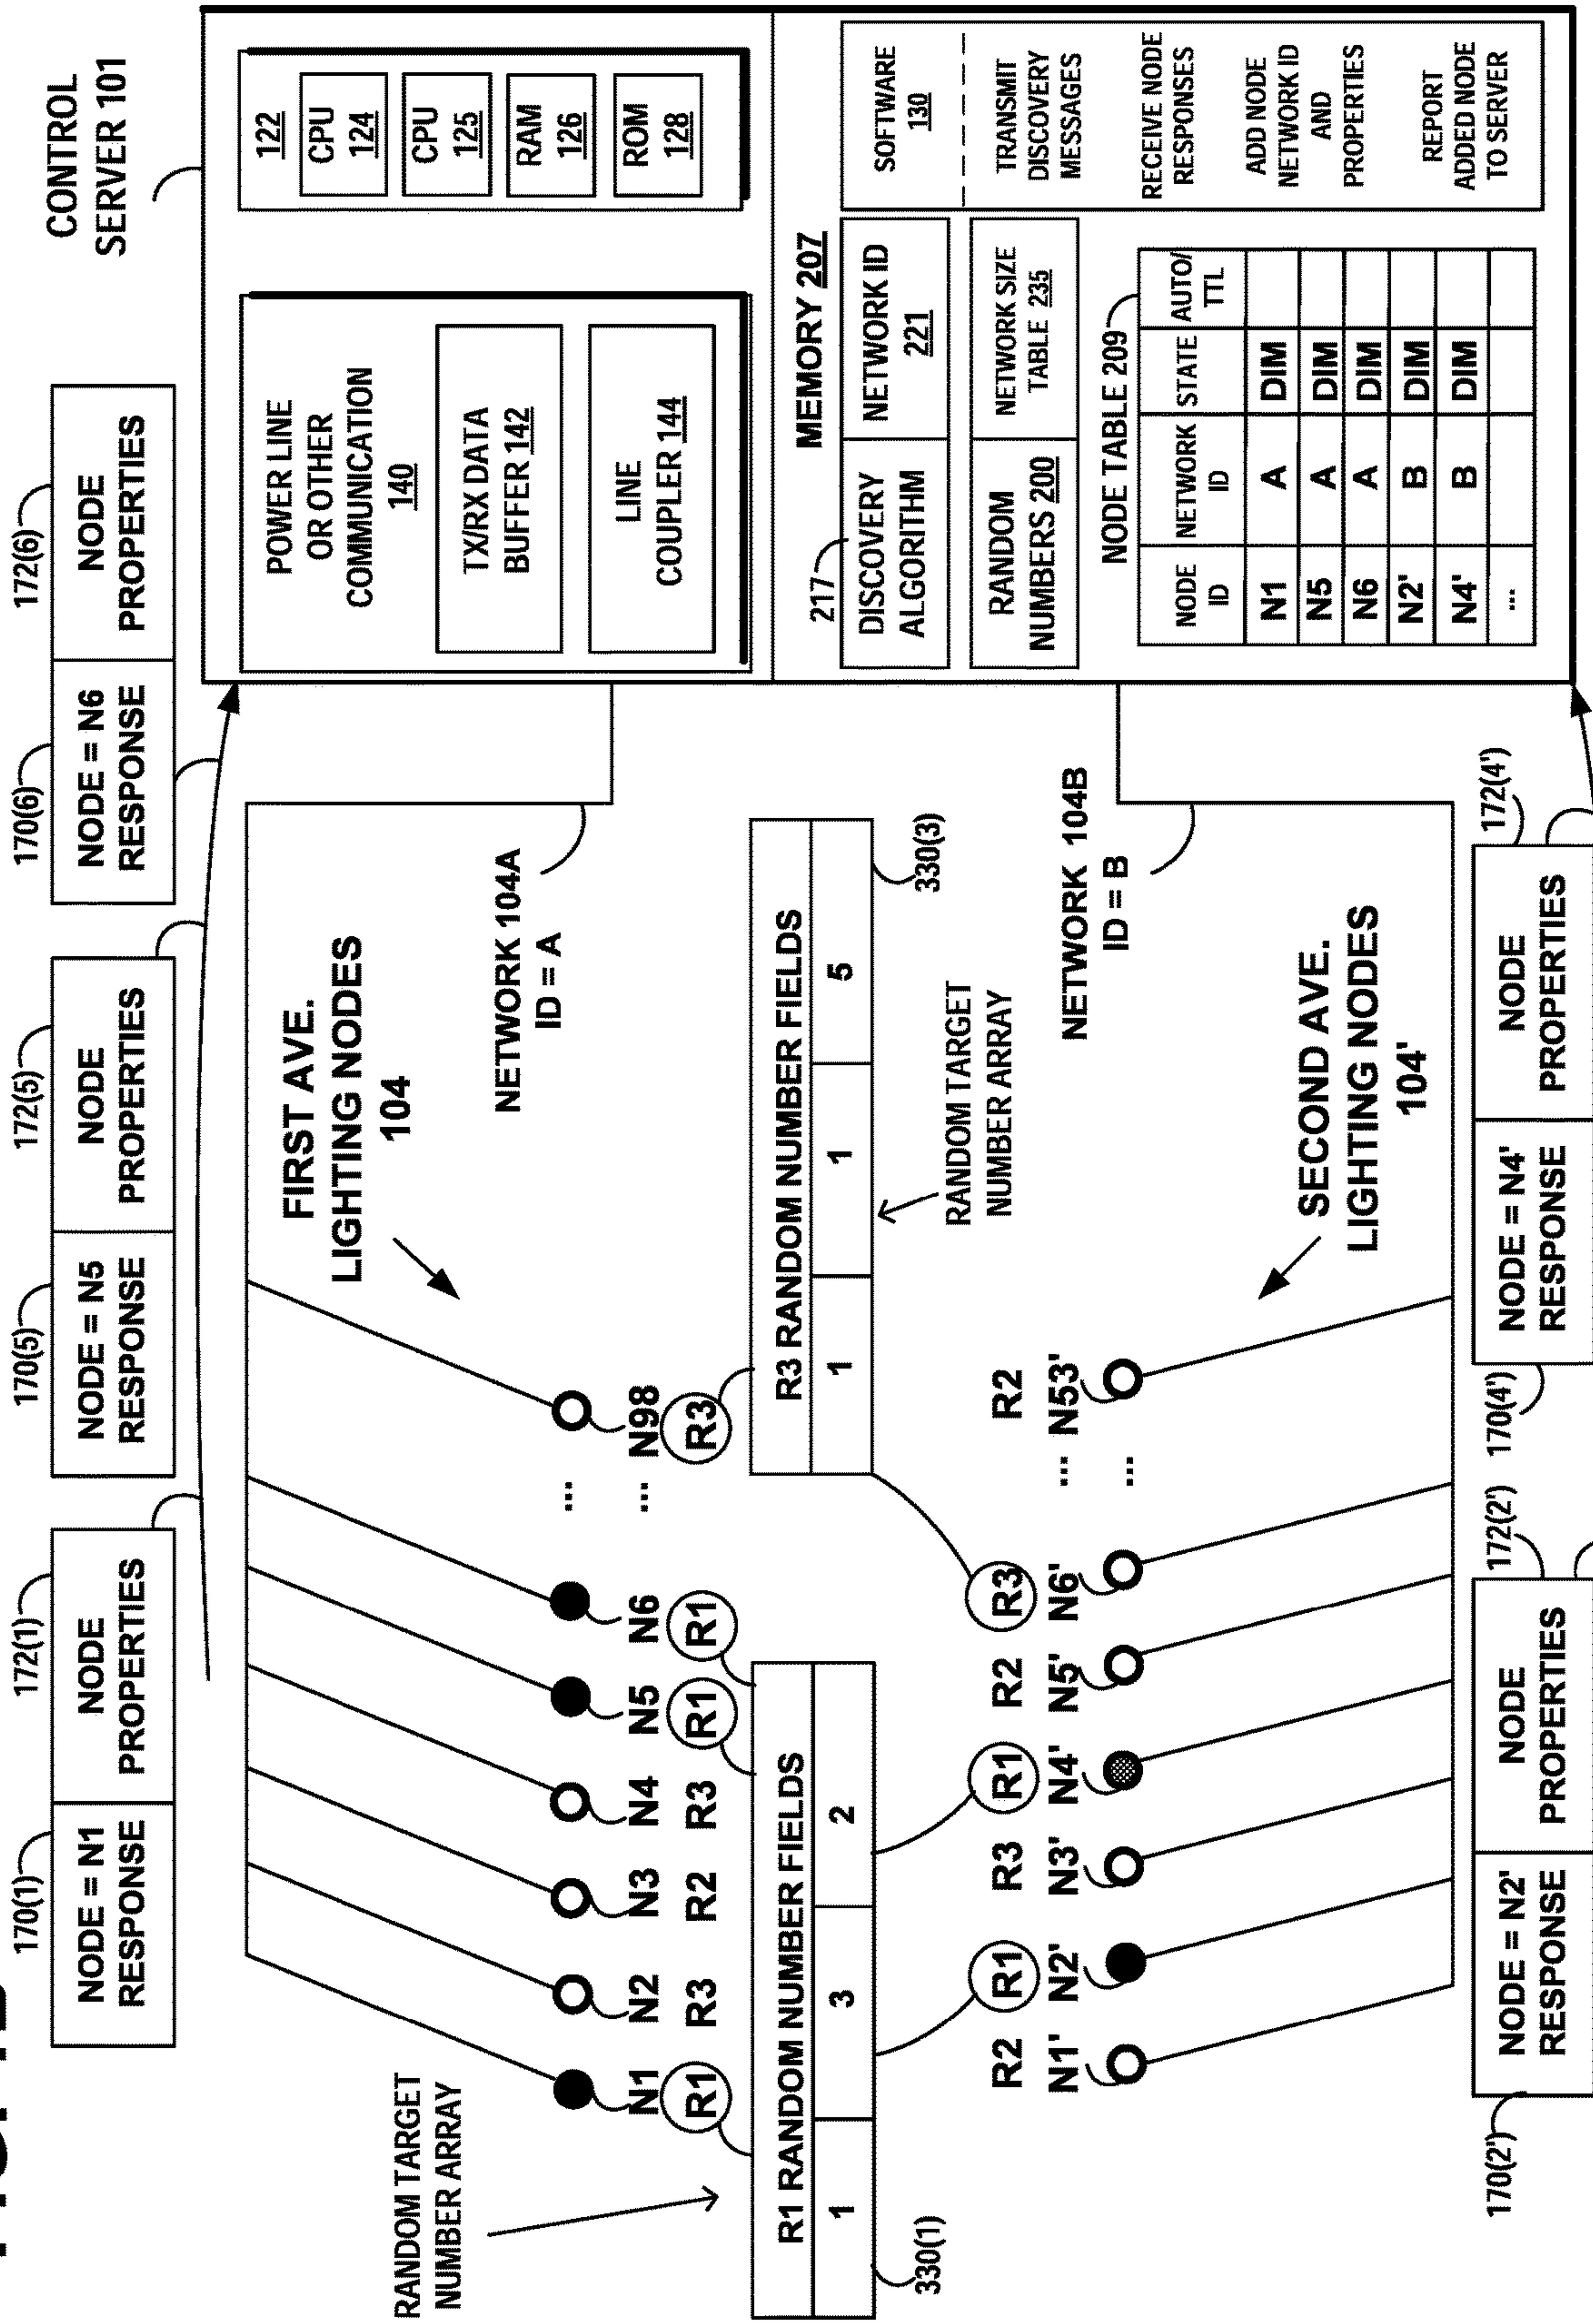 CONTROL
SERVER 101
170(1)
172(1)
170(5)
172(5)
170(6)
172(6)
NODE = N1
RESPONSE
NODE
PROPERTIES
NODE = N5
RESPONSE
NODE
PROPERTIES
NODE = N6
RESPONSE
NODE
PROPERTIES
122
CPU
124
CPU
125
RAM
126
ROM
128
POWER LINE
OR OTHER
COMMUNICATION
140
TX/RX DATA
BUFFER 142
LINE
COUPLER 144
MEMORY 207
217
DISCOVERY
ALGORITHM
NETWORK ID
221
RANDOM
NUMBERS 200
NETWORK SIZE
TABLE 235
SOFTWARE
130
TRANSMIT
DISCOVERY
MESSAGES
RECEIVE NODE
RESPONSES
ADD NODE
NETWORK ID
AND
PROPERTIES
REPORT
ADDED NODE
TO SERVER
NODE TABLE 209
NODE
ID
NETWORK
ID
STATE
AUTO/
TTL
N1 A DIM
N5 A DIM
N6 A DIM
N2' B DIM
N4' B DIM
...
FIRST AVE.
LIGHTING NODES
104
NETWORK 104A
ID = A
...
N1 N2 N3 N4 N5 N6 ... N98
R1 R3 R2 R3 R1 R1 R3
RANDOM TARGET
NUMBER ARRAY
R1 RANDOM NUMBER FIELDS
1 3 2
330(1)
R3 RANDOM NUMBER FIELDS
1 1 5
330(3)
RANDOM TARGET
NUMBER ARRAY
NETWORK 104B
ID = B
R2 R1 R3 R1 R2 R3 R2
N1' N2' N3' N4' N5' N6' ... N53'
...
SECOND AVE.
LIGHTING NODES
104'
170(2')
172(2')
170(4')
172(4')
NODE = N2'
RESPONSE
NODE
PROPERTIES
NODE = N4'
RESPONSE
NODE
PROPERTIES